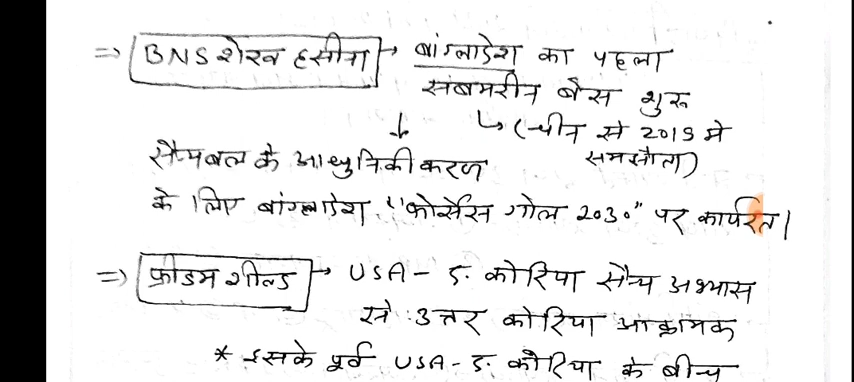 ⇒ BNS शेख हसीना → बांग्लादेश का पहला
सबमरीन बेस शुरू
↓ ↳ (चीन से 2019 में
समझौता)
सैन्यबल के आधुनिकीकरण
के लिए बांग्लादेश "फोर्सेस गोल 2030" पर कार्यरत।
⇒ फ्रीडम शील्ड → USA - द. कोरिया सैन्य अभ्यास
से उत्तर कोरिया आक्रामक
* इसके पूर्व USA - द. कोरिया के बीच